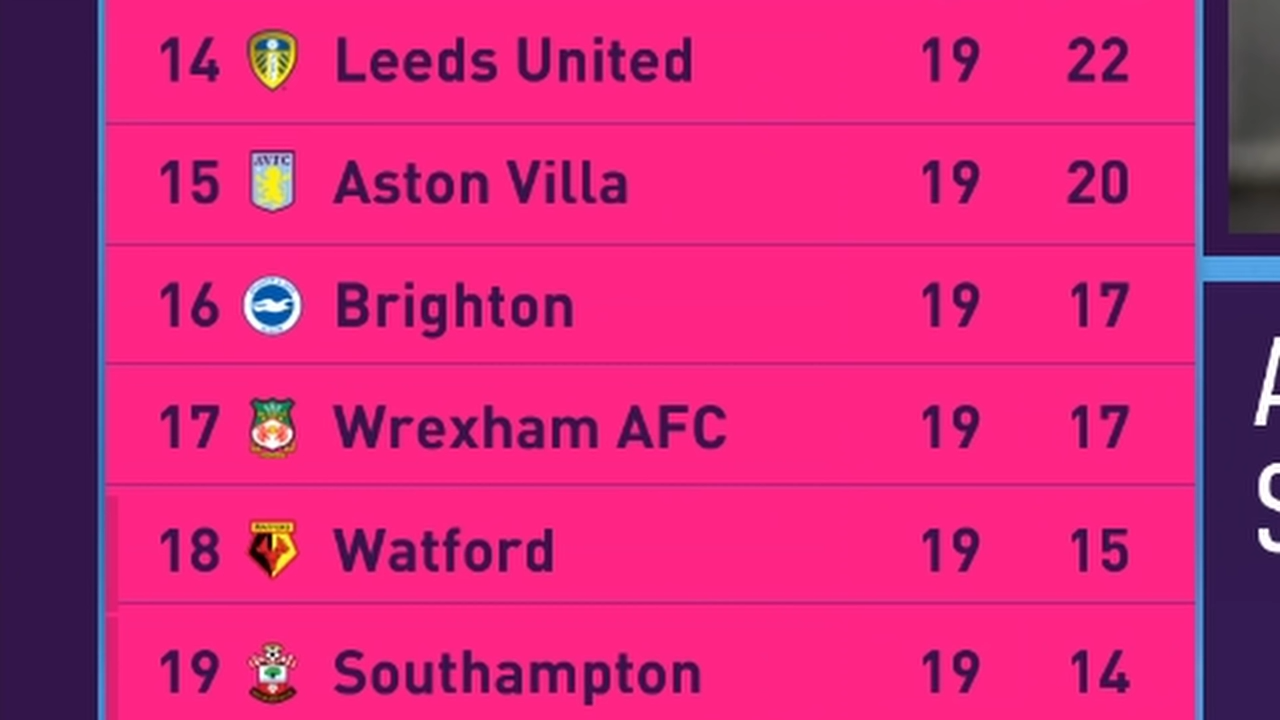 14 Leeds United 19 22
15 Aston Villa 19 20
16 Brighton 19 17
17 Wrexham AFC 19 17
18 Watford 19 15
19 Southampton 19 14